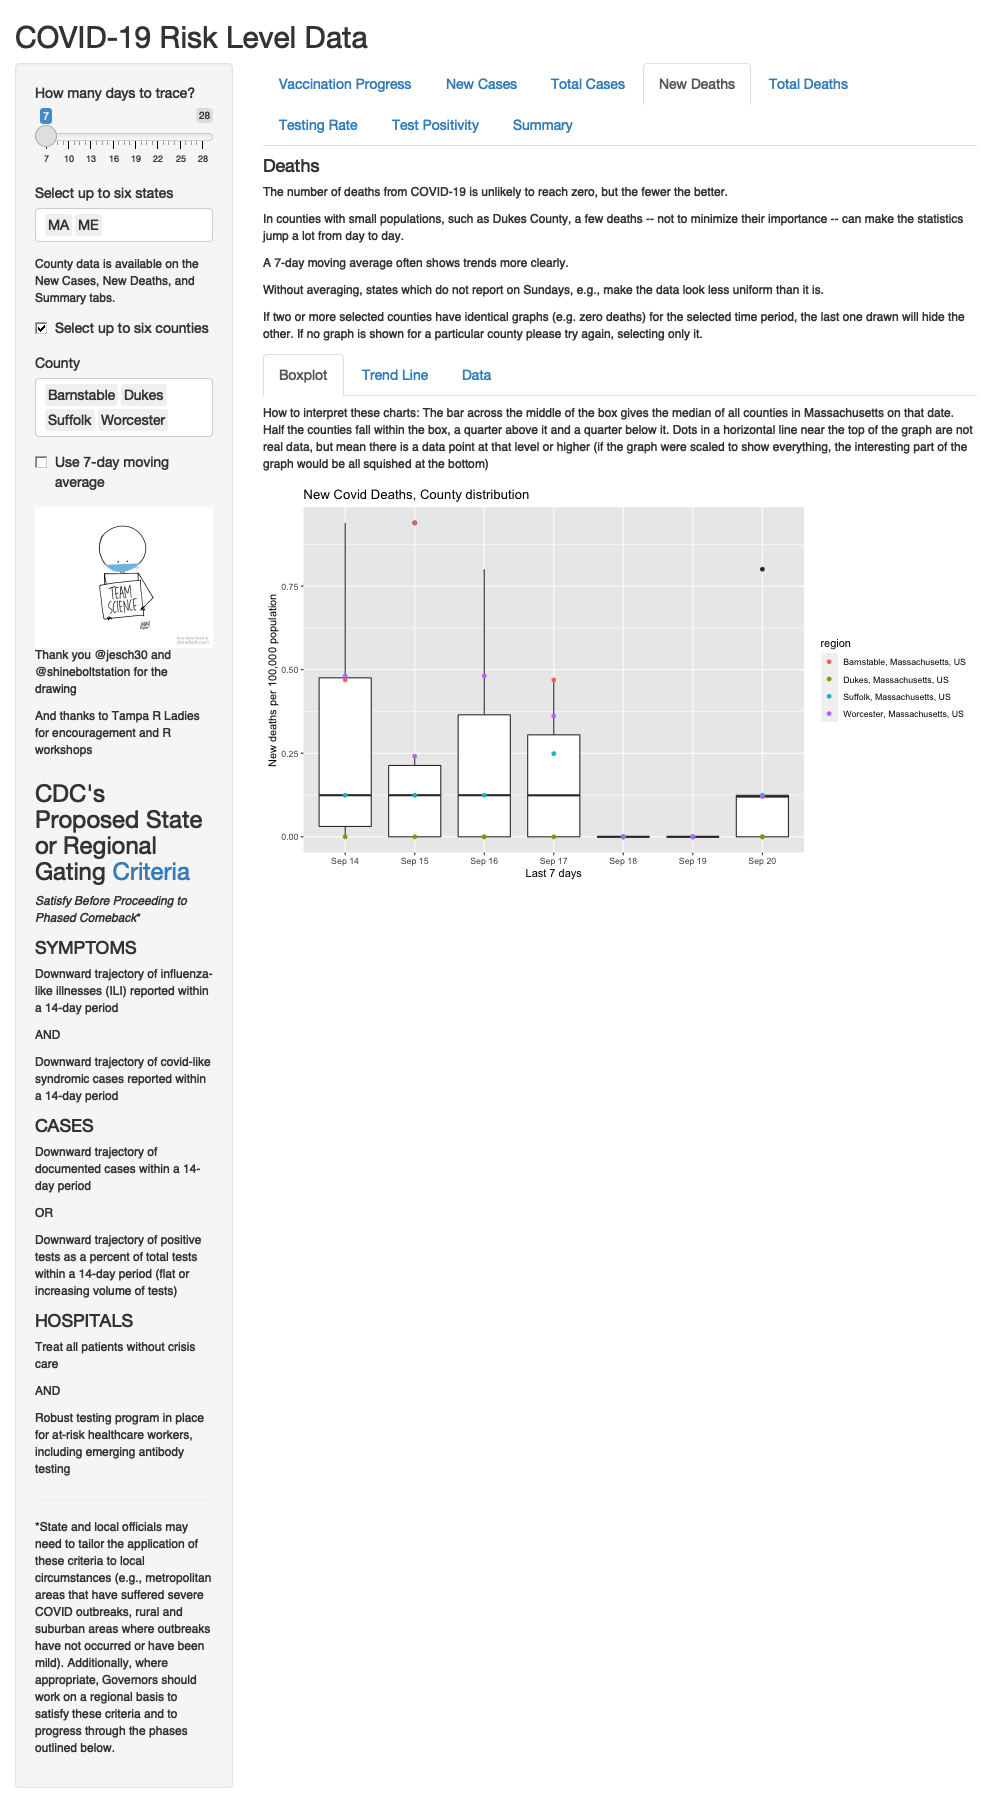 COVID-19 Risk Level Data
How many days to trace?
7
28
7 10 13 16 19 22 25 28
Select up to six states
MA ME
County data is available on the
New Cases, New Deaths, and
Summary tabs.
Select up to six counties
County
Barnstable Dukes
Suffolk Worcester
Use 7-day moving
average
TEAM
SCIENCE
Thank you @jesch30 and
@shineboltstation for the
drawing
And thanks to Tampa R Ladies
for encouragement and R
workshops
CDC's
Proposed State
or Regional
Gating Criteria
Satisfy Before Proceeding to
Phased Comeback*
SYMPTOMS
Downward trajectory of influenza-
like illnesses (ILI) reported within
a 14-day period
AND
Downward trajectory of covid-like
syndromic cases reported within
a 14-day period
CASES
Downward trajectory of
documented cases within a 14-
day period
OR
Downward trajectory of positive
tests as a percent of total tests
within a 14-day period (flat or
increasing volume of tests)
HOSPITALS
Treat all patients without crisis
care
AND
Robust testing program in place
for at-risk healthcare workers,
including emerging antibody
testing
*State and local officials may
need to tailor the application of
these criteria to local
circumstances (e.g., metropolitan
areas that have suffered severe
COVID outbreaks, rural and
suburban areas where outbreaks
have not occurred or have been
mild). Additionally, where
appropriate, Governors should
work on a regional basis to
satisfy these criteria and to
progress through the phases
outlined below.
Vaccination Progress New Cases Total Cases New Deaths Total Deaths
Testing Rate Test Positivity Summary
Deaths
The number of deaths from COVID-19 is unlikely to reach zero, but the fewer the better.
In counties with small populations, such as Dukes County, a few deaths -- not to minimize their importance -- can make the statistics
jump a lot from day to day.
A 7-day moving average often shows trends more clearly.
Without averaging, states which do not report on Sundays, e.g., make the data look less uniform than it is.
If two or more selected counties have identical graphs (e.g. zero deaths) for the selected time period, the last one drawn will hide the
other. If no graph is shown for a particular county please try again, selecting only it.
Boxplot Trend Line Data
How to interpret these charts: The bar across the middle of the box gives the median of all counties in Massachusetts on that date.
Half the counties fall within the box, a quarter above it and a quarter below it. Dots in a horizontal line near the top of the graph are not
real data, but mean there is a data point at that level or higher (if the graph were scaled to show everything, the interesting part of the
graph would be all squished at the bottom)
New Covid Deaths, County distribution
New deaths per 100,000 population
0.75
0.50
0.25
0.00
Sep 14 Sep 15 Sep 16 Sep 17 Sep 18 Sep 19 Sep 20
Last 7 days
region
Barnstable, Massachusetts, US
Dukes, Massachusetts, US
Suffolk, Massachusetts, US
Worcester, Massachusetts, US